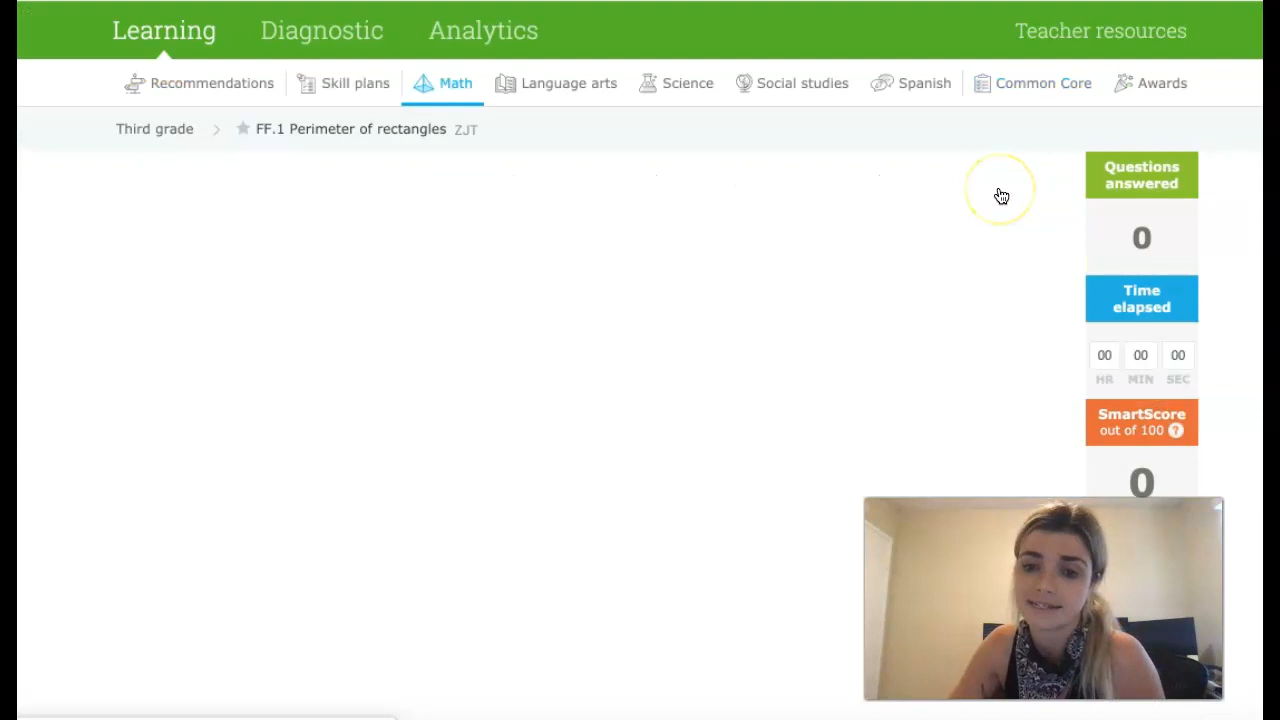 Learning Diagnostic Analytics Teacher resources
Recommendations Skill plans Math Language arts Science Social studies Spanish Common Core Awards
Third grade > FF.1 Perimeter of rectangles ZJT
Questions
answered
0
Time
elapsed
00 00 00
HR MIN SEC
SmartScore
out of 100 ?
0